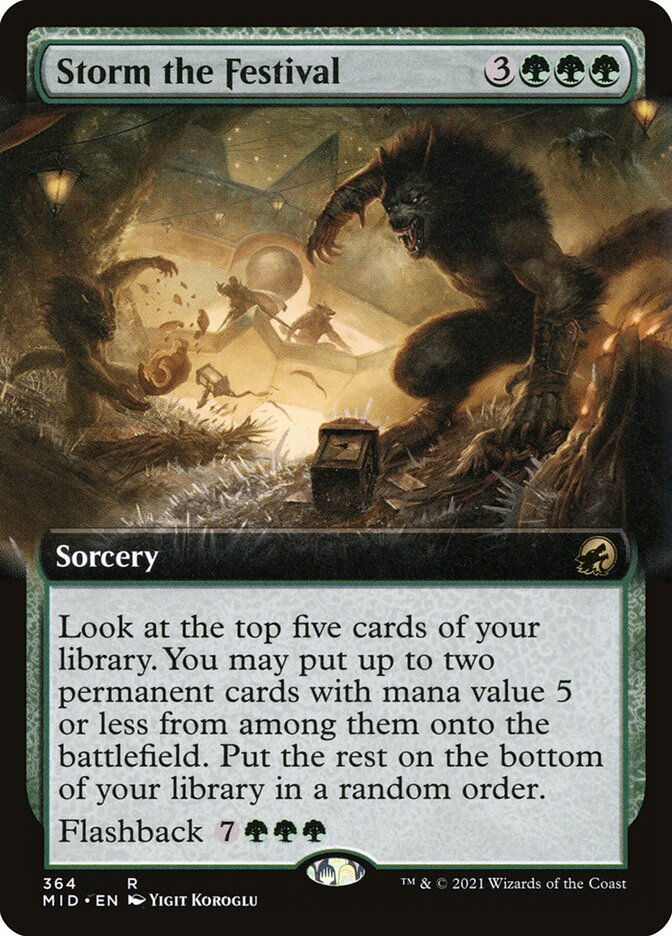 Storm the Festival 3
Sorcery
Look at the top five cards of your
library. You may put up to two
permanent cards with mana value 5
or less from among them onto the
battlefield. Put the rest on the bottom
of your library in a random order.
Flashback 7
364 R
MID • EN YIGIT KOROGLU
™ & © 2021 Wizards of the Coast